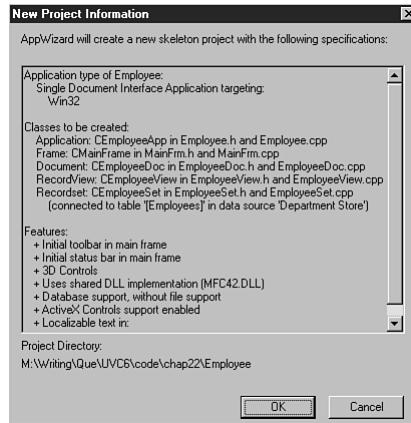 New Project Information
AppWizard will create a new skeleton project with the following specifications:
Application type of Employee:
Single Document Interface Application targeting:
Win32
Classes to be created:
Application: CEmployeeApp in Employee.h and Employee.cpp
Frame: CMainFrame in MainFrm.h and MainFrm.cpp
Document: CEmployeeDoc in EmployeeDoc.h and EmployeeDoc.cpp
RecordView: CEmployeeView in EmployeeView.h and EmployeeView.cpp
Recordset: CEmployeeSet in EmployeeSet.h and EmployeeSet.cpp
(connected to table '[Employees]' in data source 'Department Store')
Features:
+ Initial toolbar in main frame
+ Initial status bar in main frame
+ 3D Controls
+ Uses shared DLL implementation (MFC42.DLL)
+ Database support, without file support
+ ActiveX Controls support enabled
+ Localizable text in:
Project Directory:
M:\Writing\Que\UVC6\code\chap22\Employee
OK
Cancel